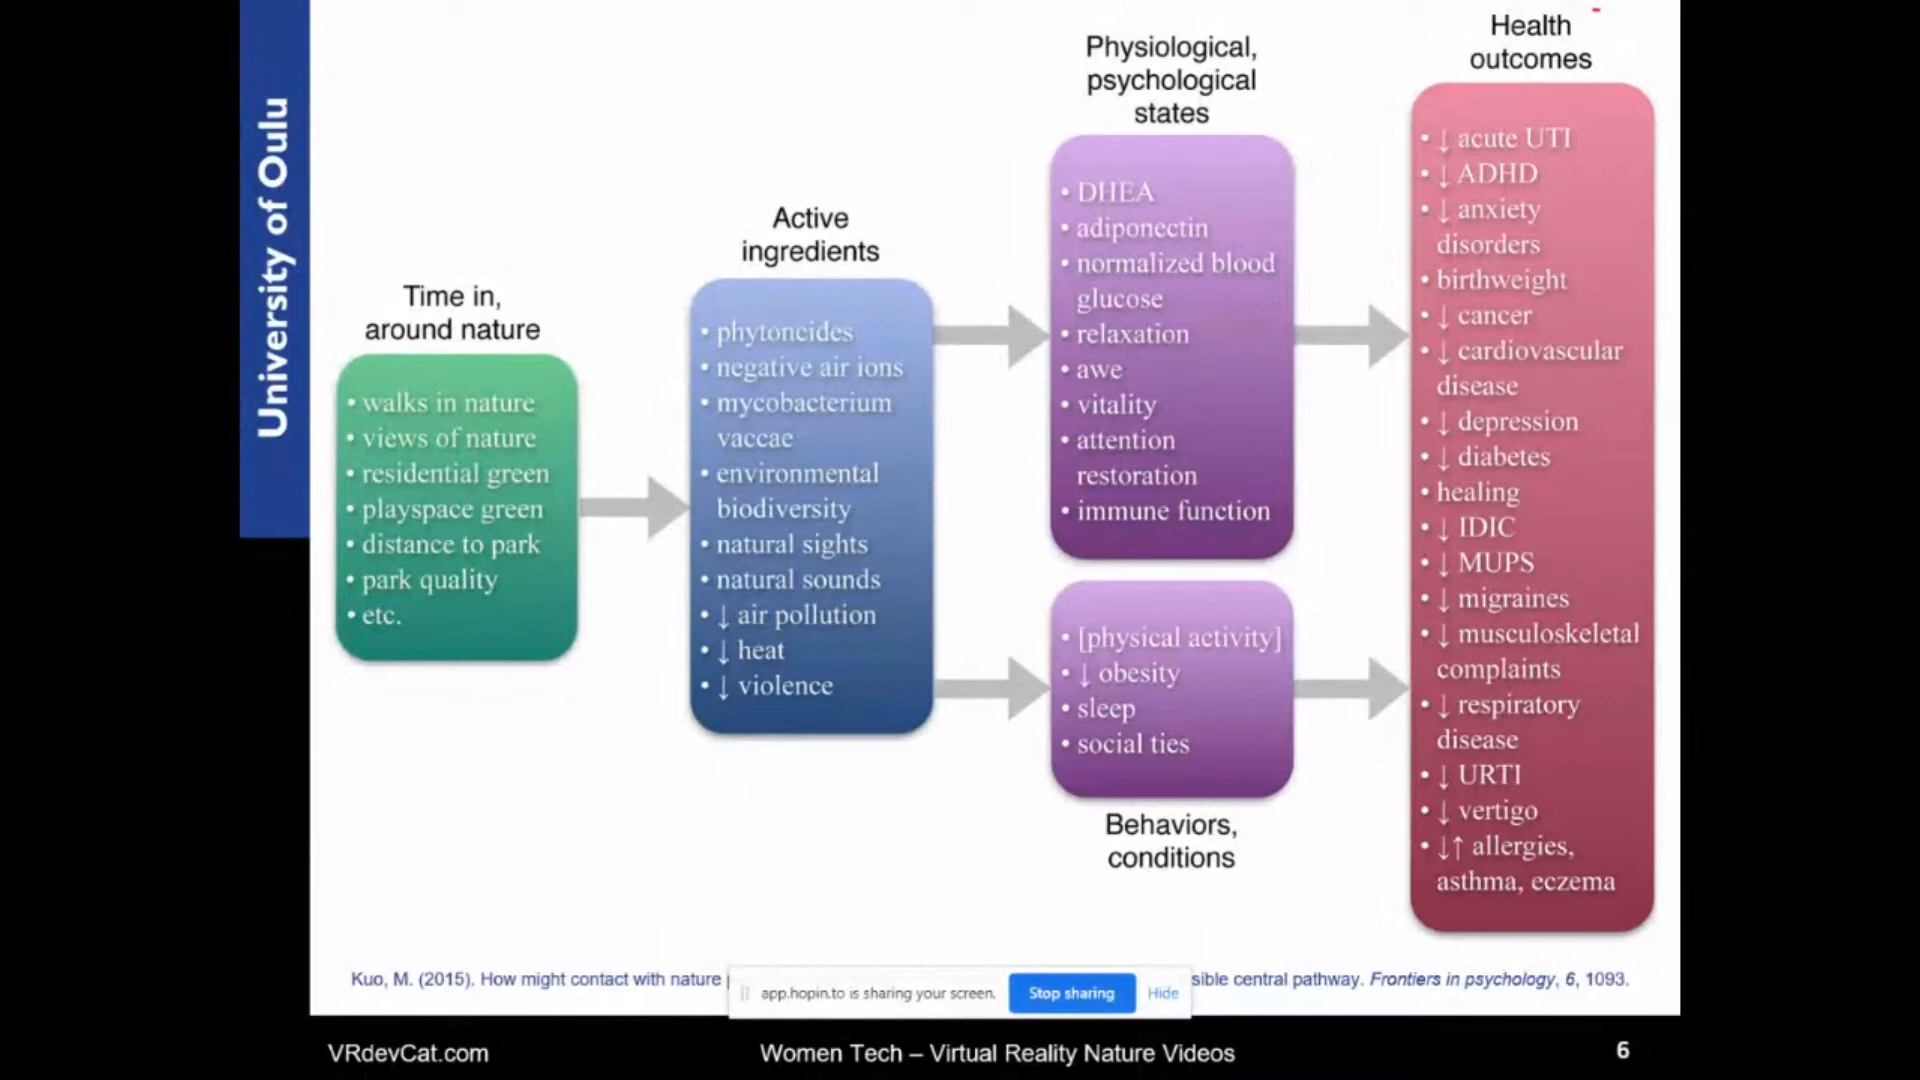 University of Oulu
Time in,
around nature
• walks in nature
• views of nature
• residential green
• playspace green
• distance to park
• park quality
• etc.
Active
ingredients
• phytoncides
• negative air ions
• mycobacterium
vaccae
• environmental
biodiversity
• natural sights
• natural sounds
• ↓ air pollution
• ↓ heat
• ↓ violence
Physiological,
psychological
states
• DHEA
• adiponectin
• normalized blood
glucose
• relaxation
• awe
• vitality
• attention
restoration
• immune function
• [physical activity]
• ↓ obesity
• sleep
• social ties
Behaviors,
conditions
Health
outcomes
• ↓ acute UTI
• ↓ ADHD
• ↓ anxiety
disorders
• birthweight
• ↓ cancer
• ↓ cardiovascular
disease
• ↓ depression
• ↓ diabetes
• healing
• ↓ IDIC
• ↓ MUPS
• ↓ migraines
• ↓ musculoskeletal
complaints
• ↓ respiratory
disease
• ↓ URTI
• ↓ vertigo
• ↓↑ allergies,
asthma, eczema
Kuo, M. (2015). How might contact with nature sible central pathway. Frontiers in psychology, 6, 1093.
app.hopin.to is sharing your screen. Stop sharing Hide
VRdevCat.com Women Tech – Virtual Reality Nature Videos 6